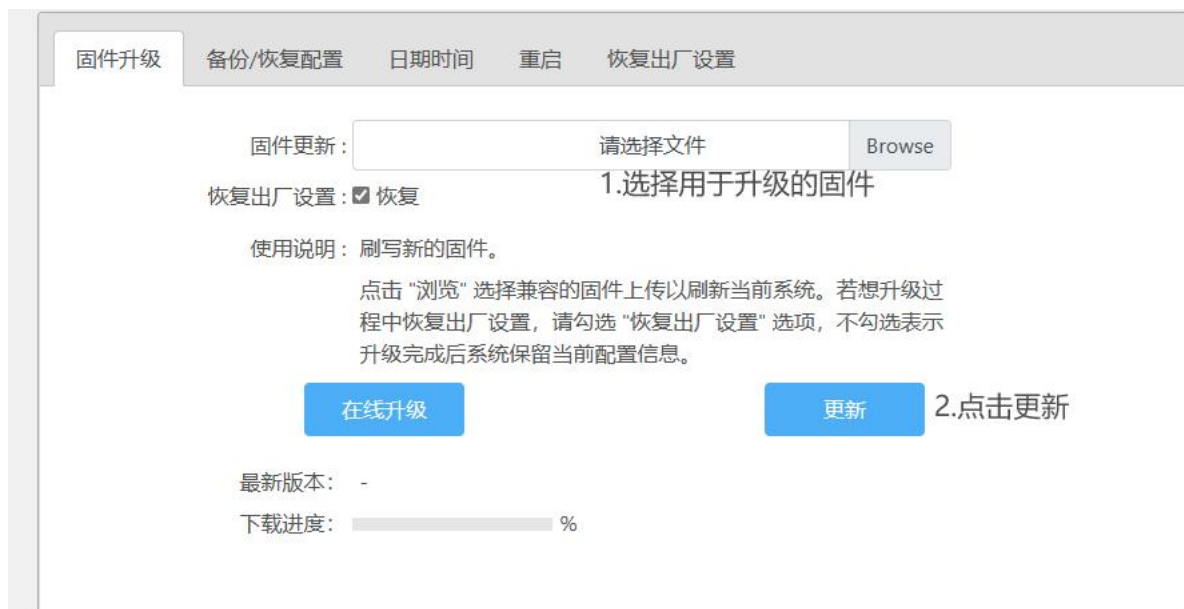 固件升级 备份/恢复配置 日期时间 重启 恢复出厂设置
固件更新： 请选择文件 Browse
1.选择用于升级的固件
恢复出厂设置：恢复
使用说明： 刷写新的固件。
点击 "浏览" 选择兼容的固件上传以刷新当前系统。若想升级过
程中恢复出厂设置，请勾选 "恢复出厂设置" 选项，不勾选表示
升级完成后系统保留当前配置信息。
在线升级 更新 2.点击更新
最新版本： -
下载进度： %